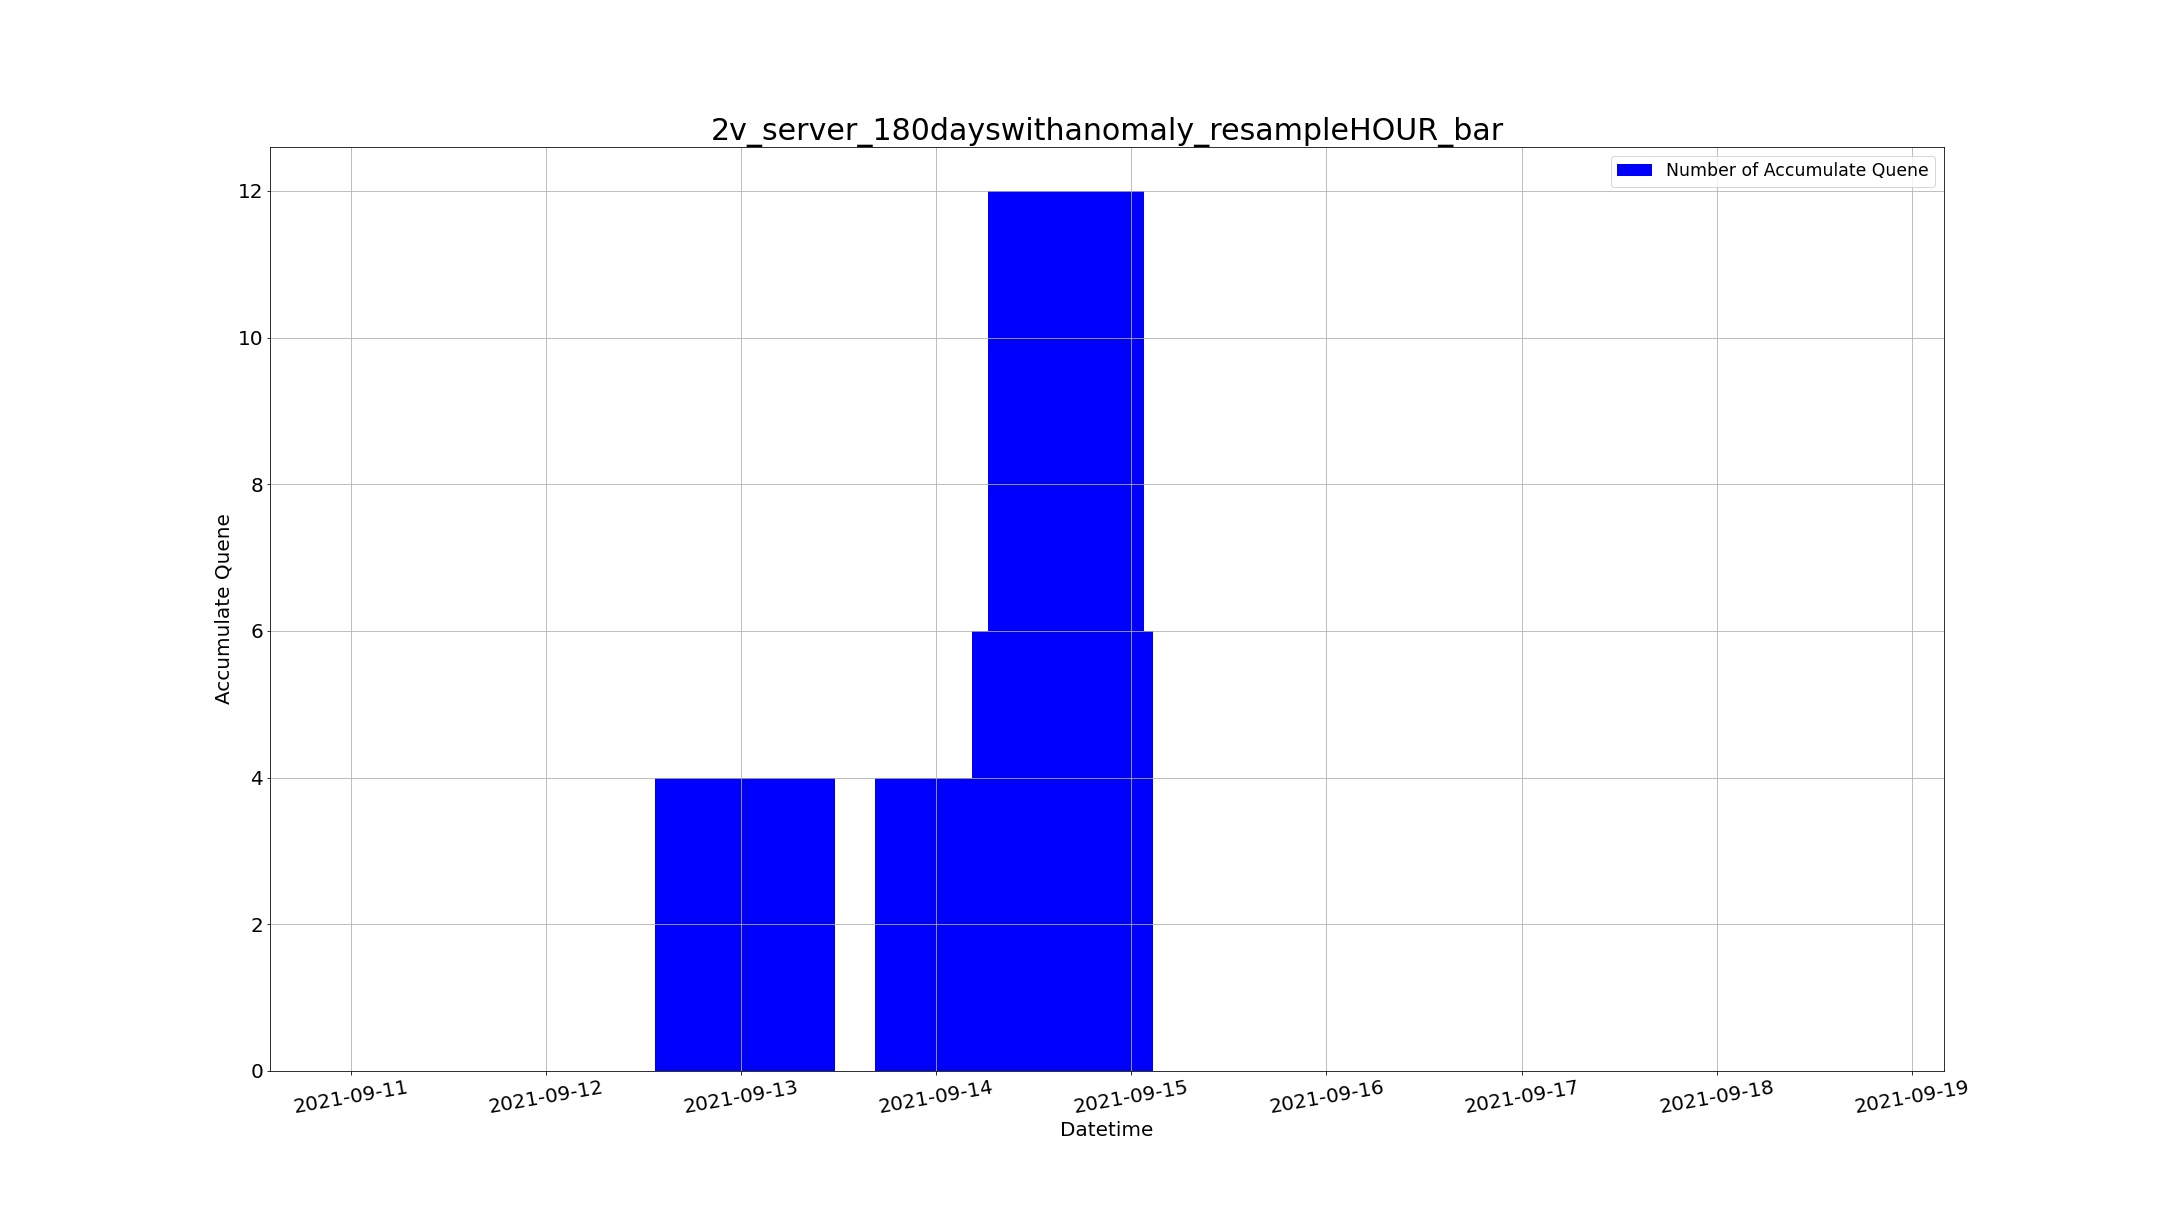 2v_server_180dayswithanomaly_resampleHOUR_bar
Number of Accumulate Quene
12
10
8
6
4
2
0
Accumulate Quene
2021-09-11 2021-09-12 2021-09-13 2021-09-14 2021-09-15 2021-09-16 2021-09-17 2021-09-18 2021-09-19
Datetime